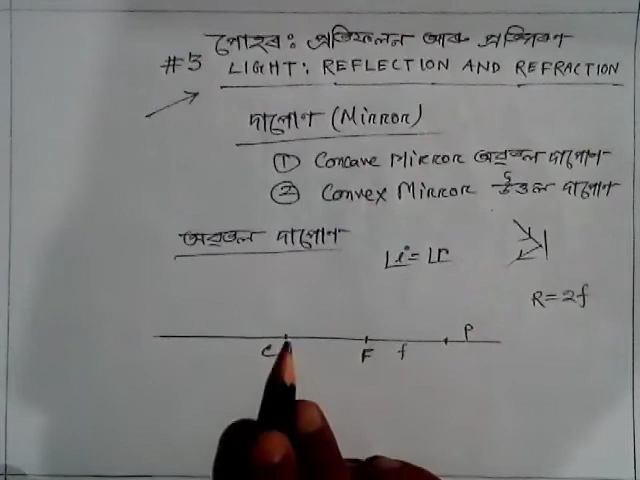 পোহৰ: প্ৰতিফলন আৰু প্ৰতিসৰণ
#5 LIGHT: REFLECTION AND REFRACTION
দাপোণ (Mirror)
① Concave Mirror অৱতল দাপোণ
② Convex Mirror উত্তল দাপোণ
অৱতল দাপোণ
∠i = ∠r
R = 2f
C F f P